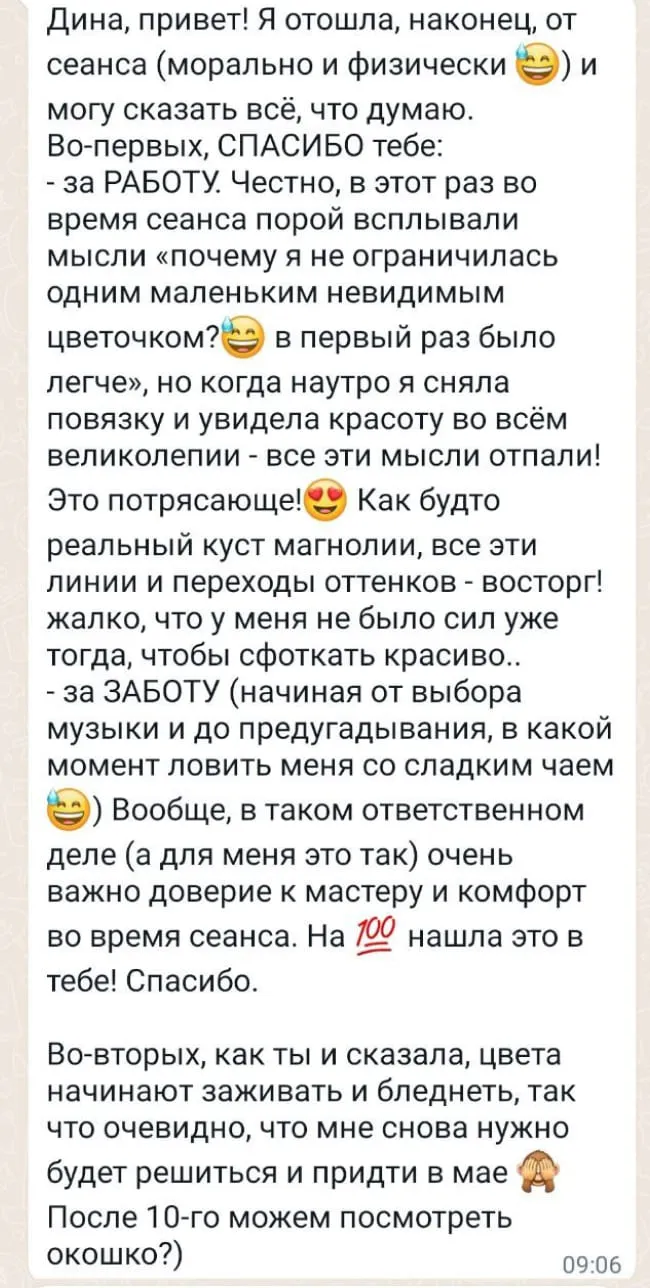 Дина, привет! Я отошла, наконец, от
сеанса (морально и физически 😅) и
могу сказать всё, что думаю.
Во-первых, СПАСИБО тебе:
- за РАБОТУ. Честно, в этот раз во
время сеанса порой всплывали
мысли «почему я не ограничилась
одним маленьким невидимым
цветочком?😅 в первый раз было
легче», но когда наутро я сняла
повязку и увидела красоту во всём
великолепии - все эти мысли отпали!
Это потрясающе!😍 Как будто
реальный куст магнолии, все эти
линии и переходы оттенков - восторг!
жалко, что у меня не было сил уже
тогда, чтобы сфоткать красиво..
- за ЗАБОТУ (начиная от выбора
музыки и до предугадывания, в какой
момент ловить меня со сладким чаем
😅) Вообще, в таком ответственном
деле (а для меня это так) очень
важно доверие к мастеру и комфорт
во время сеанса. На 💯 нашла это в
тебе! Спасибо.
Во-вторых, как ты и сказала, цвета
начинают заживать и бледнеть, так
что очевидно, что мне снова нужно
будет решиться и придти в мае 🙈
После 10-го можем посмотреть
окошко?)
09:06